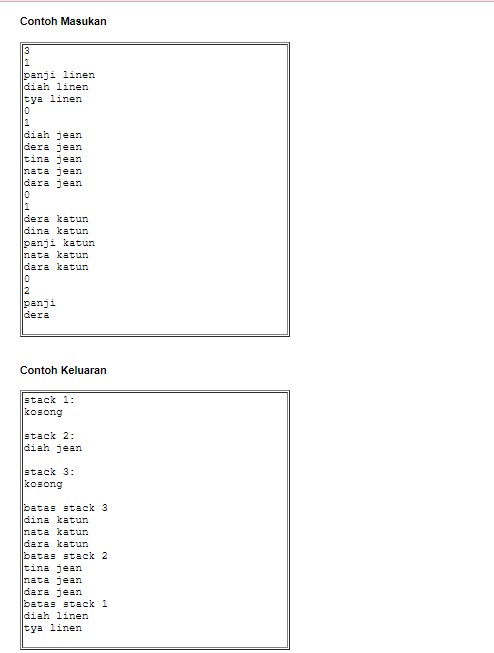 Contoh Masukan
3
1
panji linen
diah linen
tya linen
0
1
diah jean
dera jean
tina jean
nata jean
dara jean
0
1
dera katun
dina katun
panji katun
nata katun
dara katun
0
2
panji
dera
Contoh Keluaran
stack 1:
kosong
stack 2:
diah jean
stack 3:
kosong
batas stack 3
dina katun
nata katun
dara katun
batas stack 2
tina jean
nata jean
dara jean
batas stack 1
diah linen
tya linen